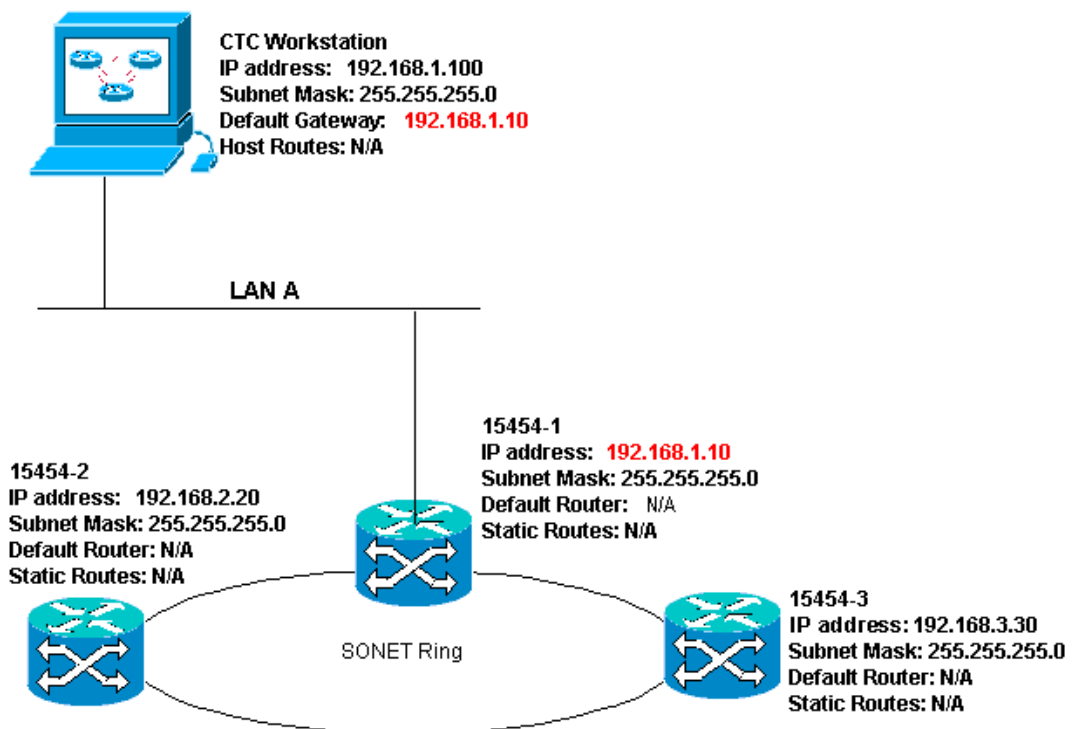 CTC Workstation
IP address: 192.168.1.100
Subnet Mask: 255.255.255.0
Default Gateway: 192.168.1.10
Host Routes: N/A
LAN A
15454-1
IP address: 192.168.1.10
Subnet Mask: 255.255.255.0
Default Router: N/A
Static Routes: N/A
15454-2
IP address: 192.168.2.20
Subnet Mask: 255.255.255.0
Default Router: N/A
Static Routes: N/A
SONET Ring
15454-3
IP address: 192.168.3.30
Subnet Mask: 255.255.255.0
Default Router: N/A
Static Routes: N/A